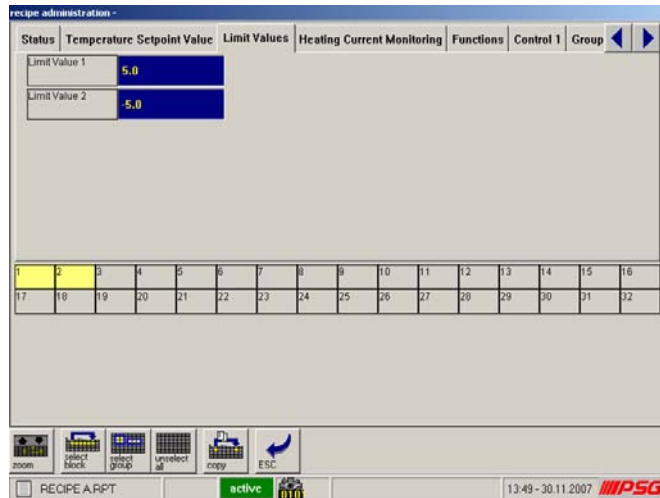 recipe administration -
Status Temperature Setpoint Value Limit Values Heating Current Monitoring Functions Control 1 Group
Limit Value 1 5.0
Limit Value 2 -5.0
1 2 3 4 5 6 7 8 9 10 11 12 13 14 15 16
17 18 19 20 21 22 23 24 25 26 27 28 29 30 31 32
zoom select block select group unselect all copy ESC
RECIPEA.RPT active 010 13:49 - 30.11.2007 PSG